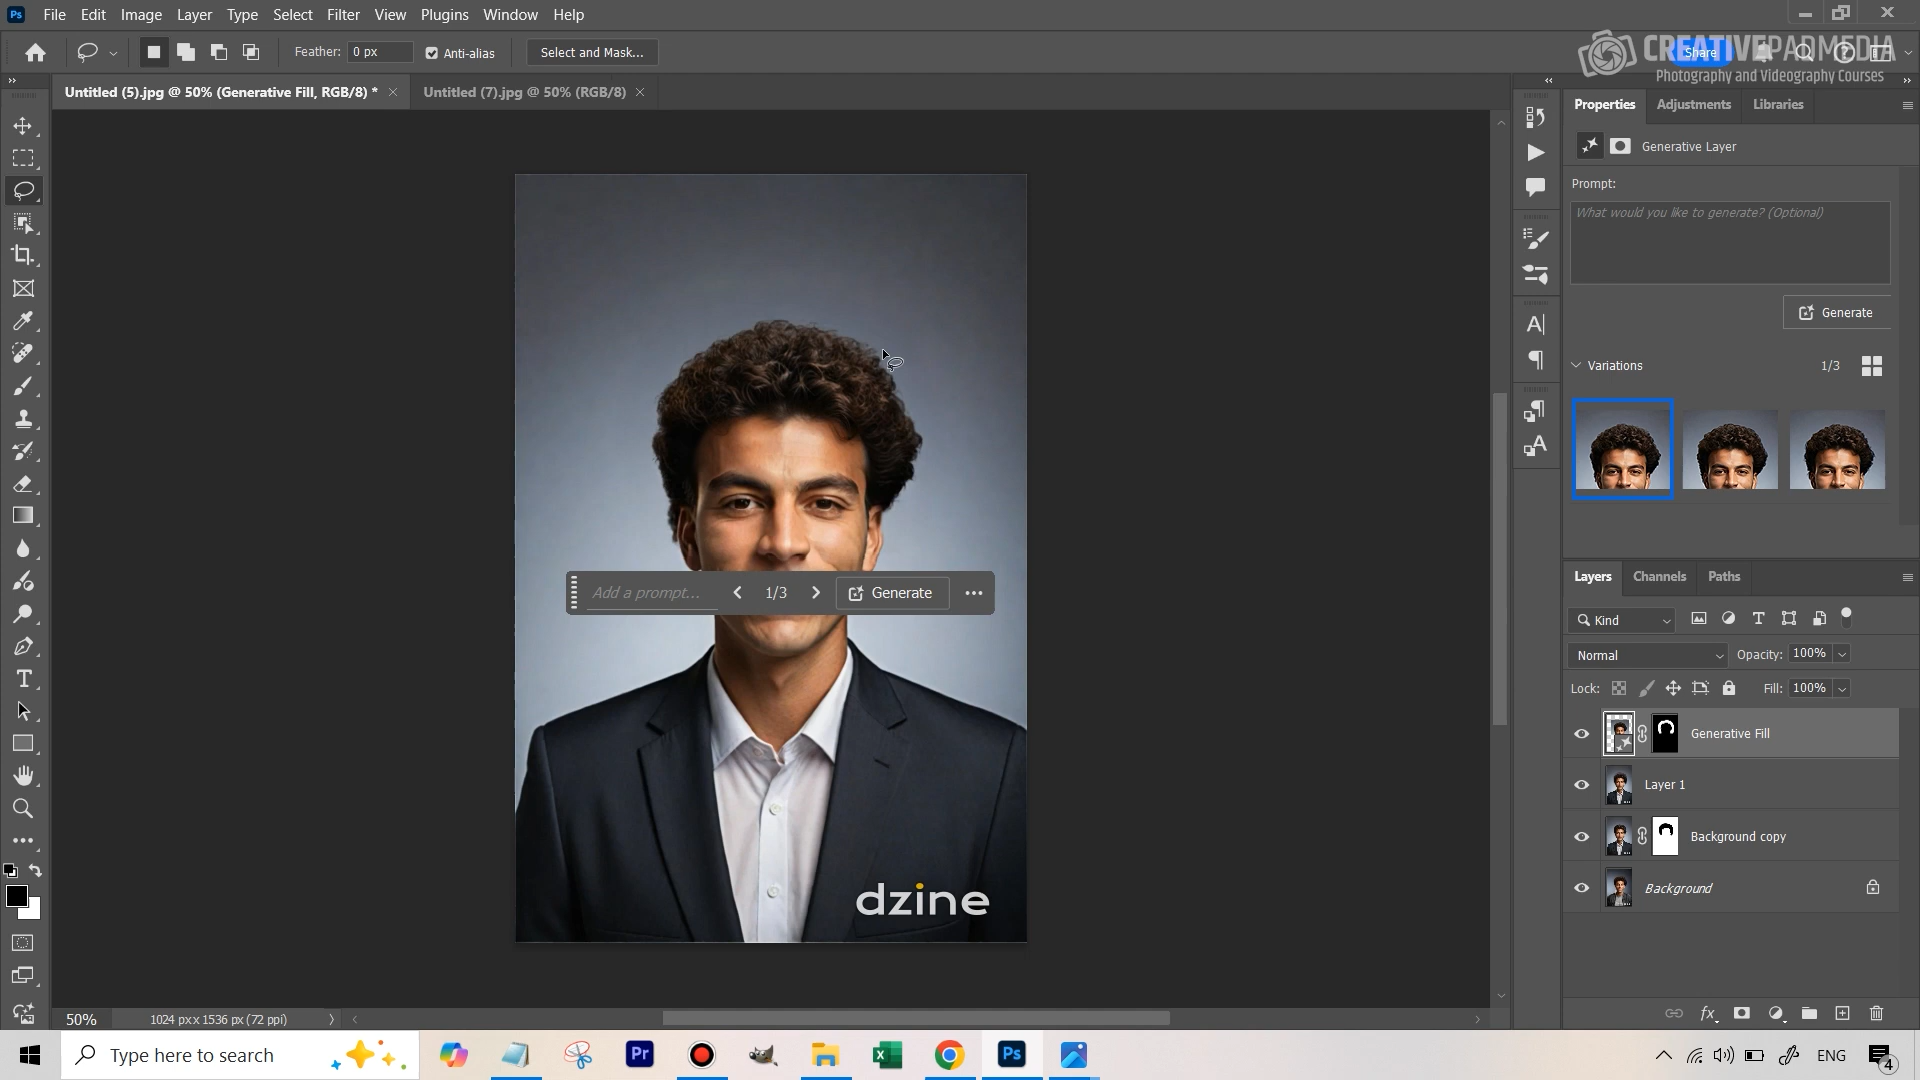 Ps File Edit Image Layer Type Select Filter View Plugins Window Help
Feather: 0 px Anti-alias Select and Mask... Share
CREATIVEPADMEDIA
Photography and Videography Courses
Untitled (5).jpg @ 50% (Generative Fill, RGB/8) * Untitled (7).jpg @ 50% (RGB/8)
Properties Adjustments Libraries
Generative Layer
Prompt:
What would you like to generate? (Optional)
Generate
Variations 1/3
Add a prompt... 1/3 Generate
dzine
Layers Channels Paths
Kind
Normal Opacity: 100%
Lock: Fill: 100%
Generative Fill
Layer 1
Background copy
Background
50% 1024 px x 1536 px (72 ppi)
Type here to search Pr Ps ENG 4